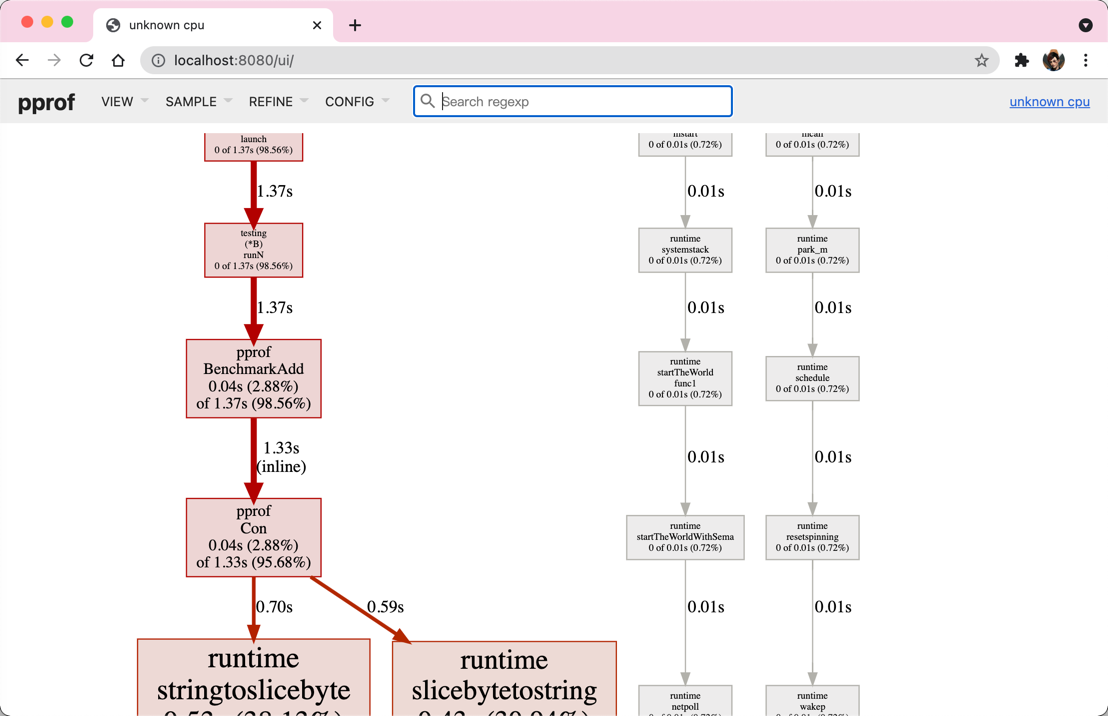 unknown cpu
localhost:8080/ui/
pprof VIEW SAMPLE REFINE CONFIG Search regexp unknown cpu
launch
0 of 1.37s (98.56%)
1.37s
testing
(*B)
runN
0 of 1.37s (98.56%)
1.37s
pprof
BenchmarkAdd
0.04s (2.88%)
of 1.37s (98.56%)
1.33s
(inline)
pprof
Con
0.04s (2.88%)
of 1.33s (95.68%)
0.70s
0.59s
runtime
stringtoslicebyte
runtime
slicebytetostring
mstart
0 of 0.01s (0.72%)
0.01s
runtime
systemstack
0 of 0.01s (0.72%)
0.01s
runtime
startTheWorld
func1
0 of 0.01s (0.72%)
0.01s
runtime
startTheWorldWithSema
0 of 0.01s (0.72%)
0.01s
runtime
netpoll
mcall
0 of 0.01s (0.72%)
0.01s
runtime
park_m
0 of 0.01s (0.72%)
0.01s
runtime
schedule
0 of 0.01s (0.72%)
0.01s
runtime
resetspinning
0 of 0.01s (0.72%)
0.01s
runtime
wakep